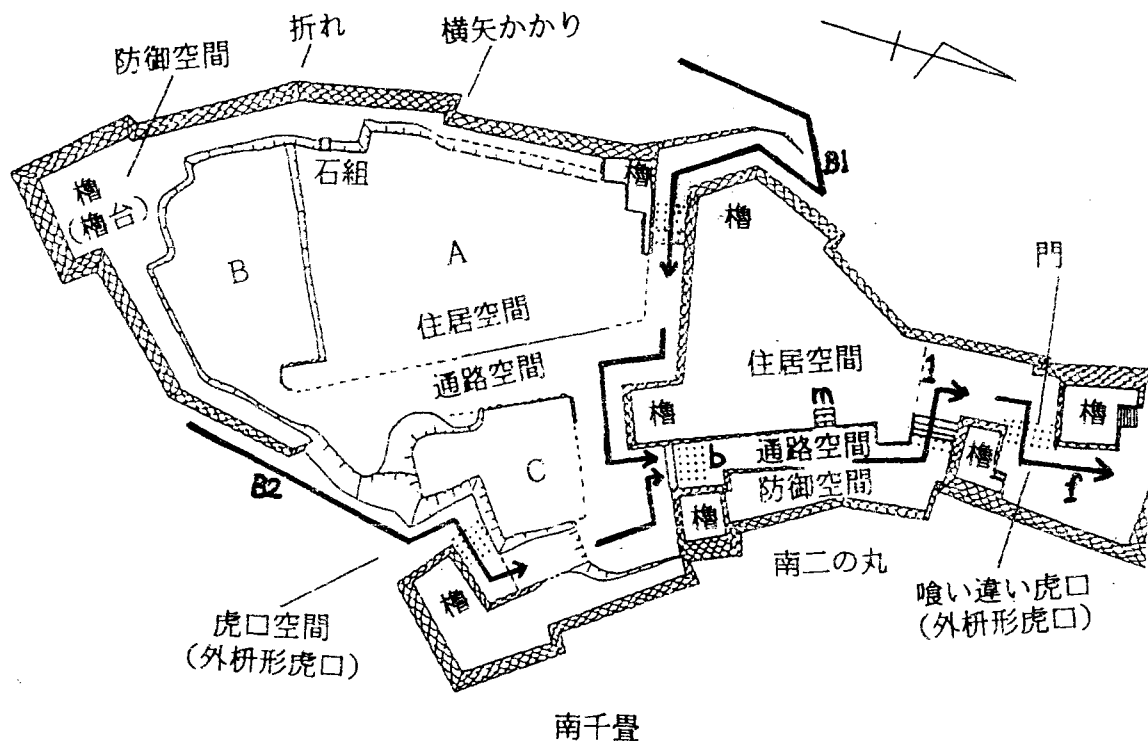 折れ
横矢かかり
防御空間
石組
櫓
(櫓台)
櫓
櫓
B1
門
B
A
住居空間
通路空間
住居空間
m
1
櫓
櫓
b
通路空間
防御空間
櫓
f
C
櫓
B2
櫓
南二の丸
喰い違い虎口
(外枡形虎口)
虎口空間
(外枡形虎口)
南千畳